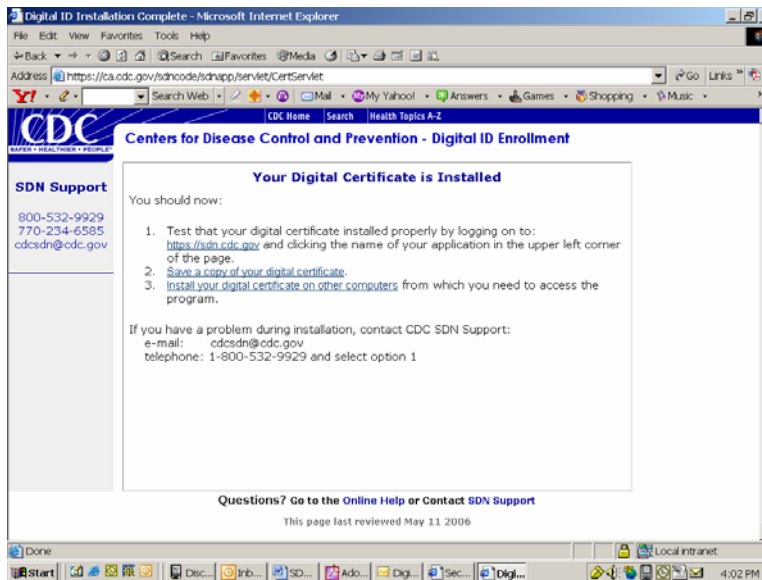 Digital ID Installation Complete - Microsoft Internet Explorer
File Edit View Favorites Tools Help
Back Search Favorites Media
Address https://ca.cdc.gov/sdncode/sdnapp/servlet/CertServlet Go Links »
Y! Search Web Mail My Yahoo! Answers Games Shopping Music
CDC Home Search Health Topics A-Z
CDC
SAFER • HEALTHIER • PEOPLE
Centers for Disease Control and Prevention - Digital ID Enrollment
SDN Support
800-532-9929
770-234-6585
cdcsdn@cdc.gov
Your Digital Certificate is Installed
You should now:
1. Test that your digital certificate installed properly by logging on to:
https://sdn.cdc.gov and clicking the name of your application in the upper left corner
of the page.
2. Save a copy of your digital certificate.
3. Install your digital certificate on other computers from which you need to access the
program.
If you have a problem during installation, contact CDC SDN Support:
e-mail: cdcsdn@cdc.gov
telephone: 1-800-532-9929 and select option 1
Questions? Go to the Online Help or Contact SDN Support
This page last reviewed May 11 2006
Done Local intranet
Start Disc... Inb... SD... Ado... Digi... Sec... Digi... 4:02 PM